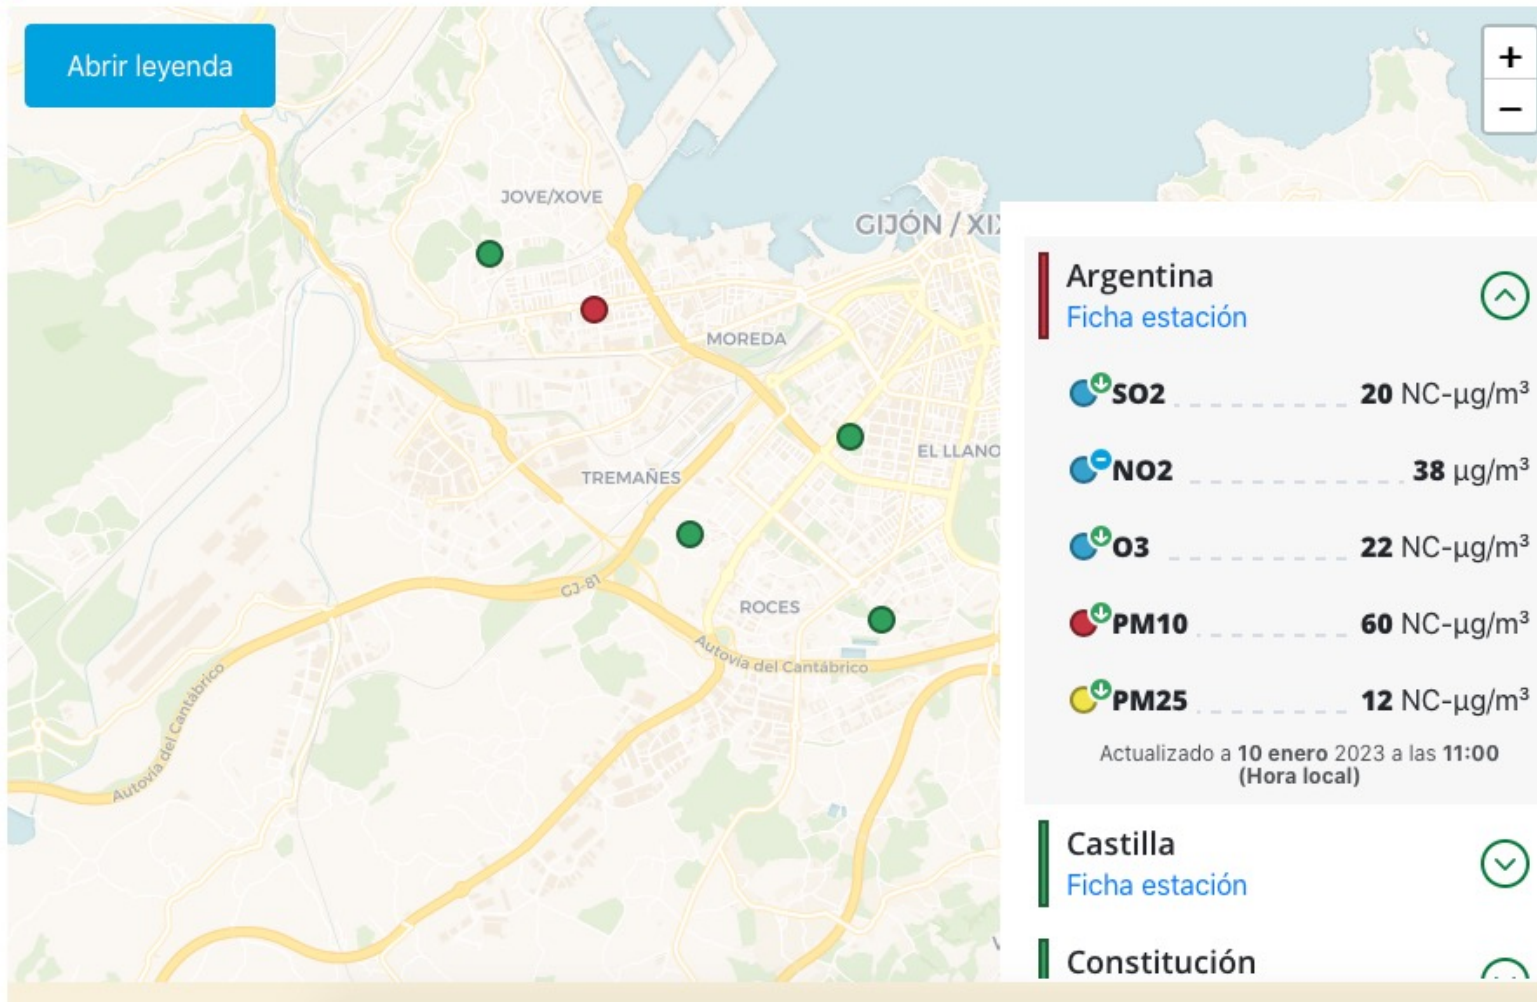 Abrir leyenda
+
−
JOVE/XOVE
GIJÓN / XIX
MOREDA
EL LLANO
TREMAÑES
GJ-81
ROCES
Autovía del Cantábrico
Autovía del Cantábrico
Argentina
Ficha estación
SO2 20 NC-µg/m³
NO2 38 µg/m³
O3 22 NC-µg/m³
PM10 60 NC-µg/m³
PM25 12 NC-µg/m³
Actualizado a 10 enero 2023 a las 11:00
(Hora local)
Castilla
Ficha estación
Constitución